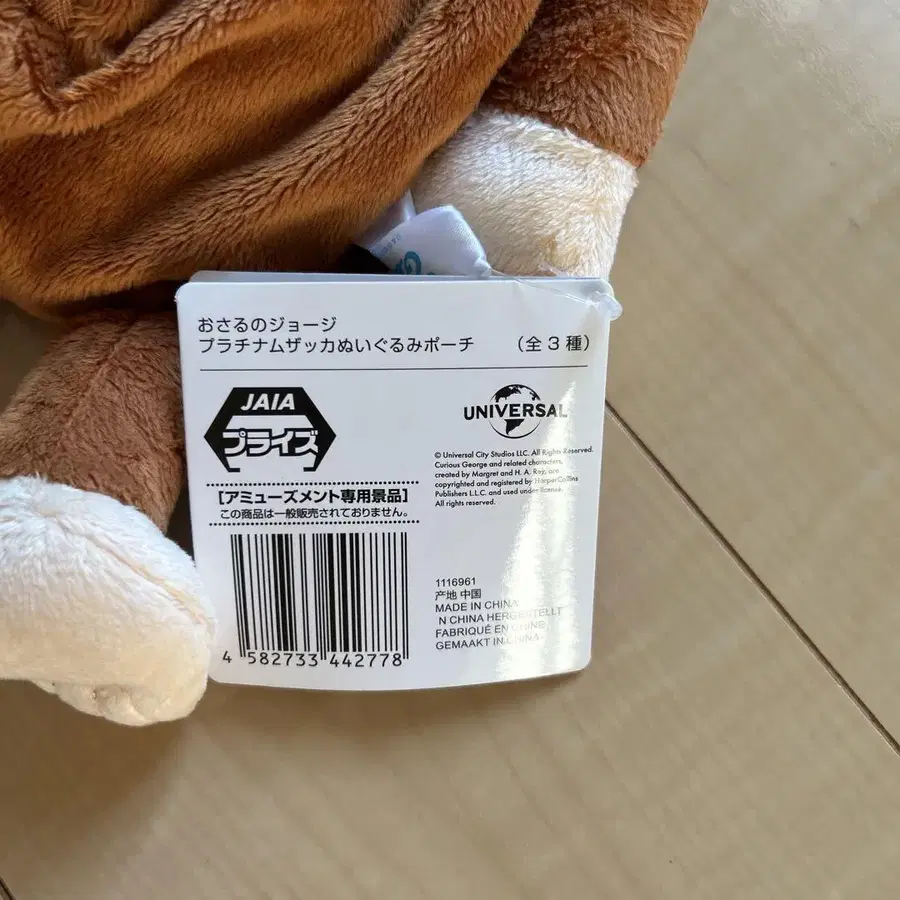 おさるのジョージ
プラチナムザッカぬいぐるみポーチ （全3種）
JAIA
プライズ
[アミューズメント専用景品]
この商品は一般販売されておりません。
4 582733 442778
UNIVERSAL
© Universal City Studios LLC. All Rights Reserved.
Curious George and related characters,
created by Margret and H. A. Rey, are
copyrighted and registered by HarperCollins
Publishers L.L.C. and used under license.
All rights reserved.
1116961
产地 中国
MADE IN CHINA
N CHINA HERGESTELLT
FABRIQUÉ EN CHINE
GEMAAKT IN CHINA